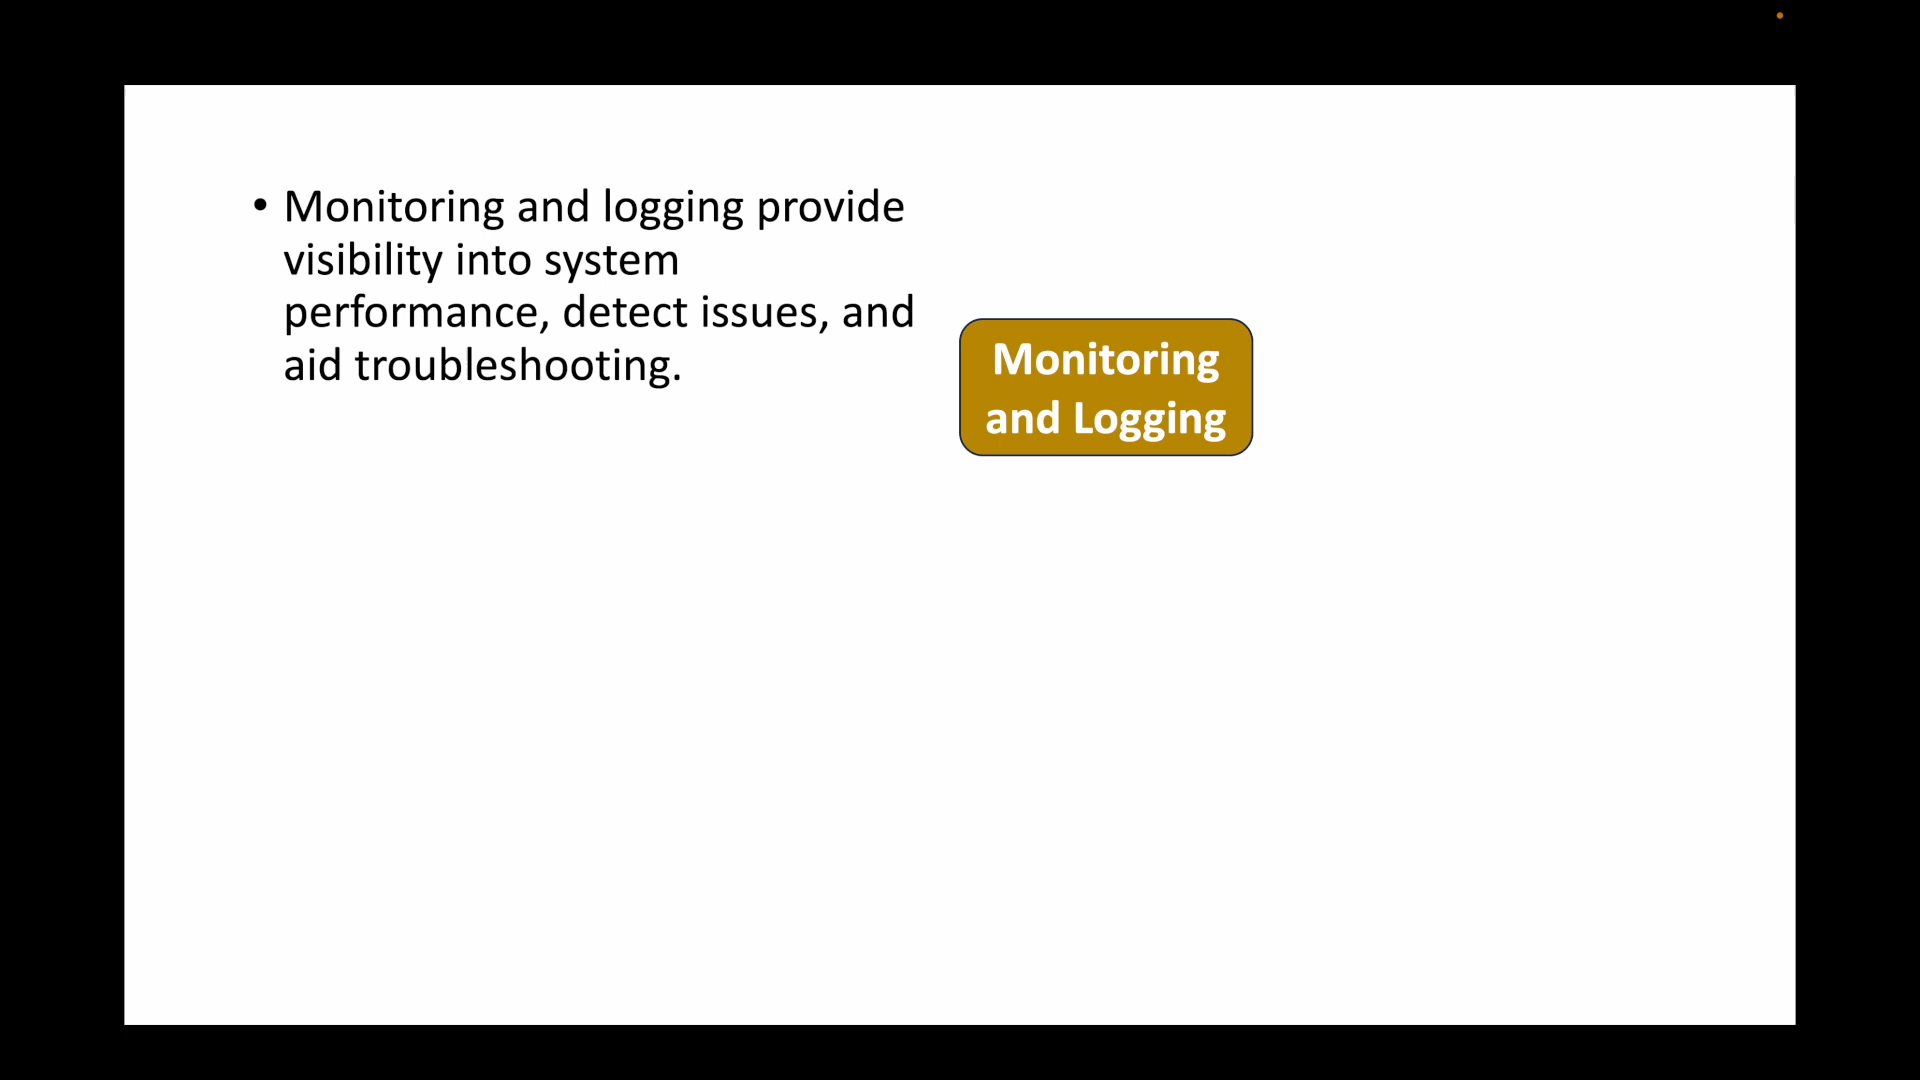 • Monitoring and logging provide
visibility into system
performance, detect issues, and
aid troubleshooting.
Monitoring
and Logging